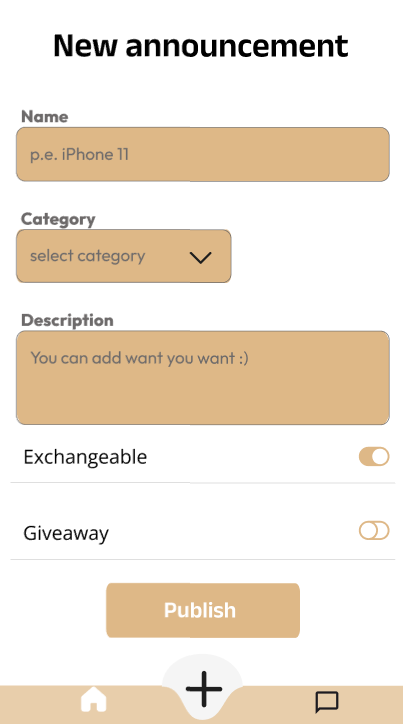 New announcement
Name
p.e. iPhone 11
Category
select category
Description
You can add want you want :)
Exchangeable
Giveaway
Publish